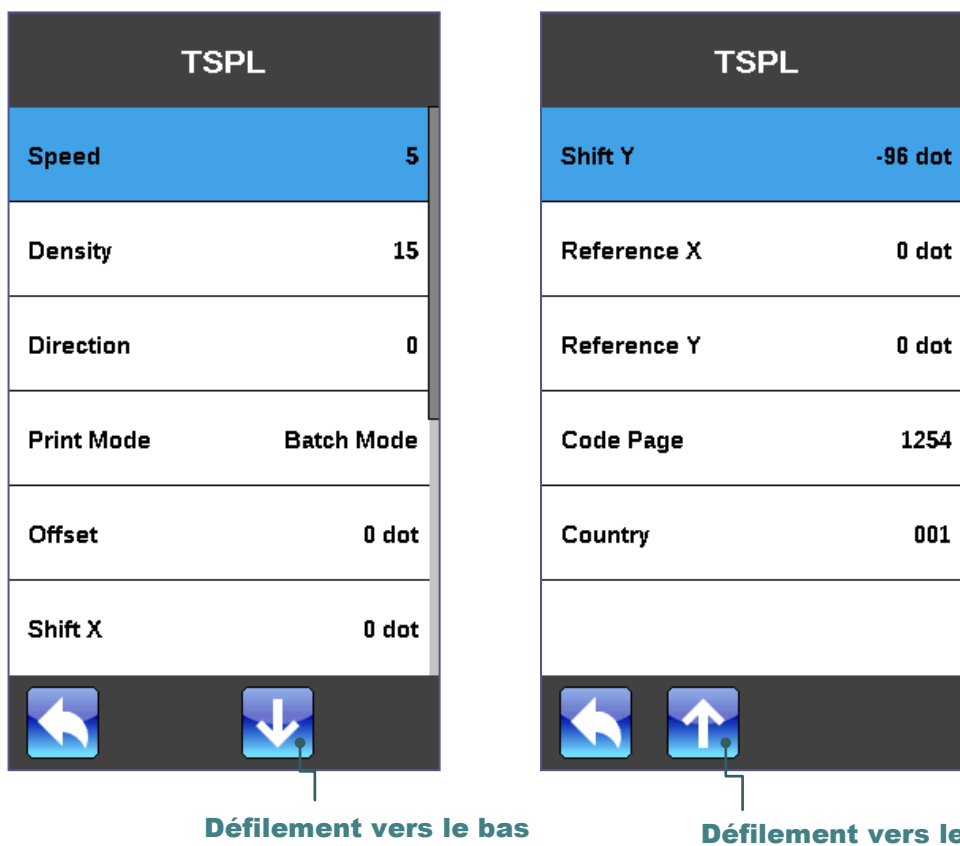 TSPL
Speed 5
Density 15
Direction 0
Print Mode Batch Mode
Offset 0 dot
Shift X 0 dot
Défilement vers le bas
TSPL
Shift Y -96 dot
Reference X 0 dot
Reference Y 0 dot
Code Page 1254
Country 001
Défilement vers le